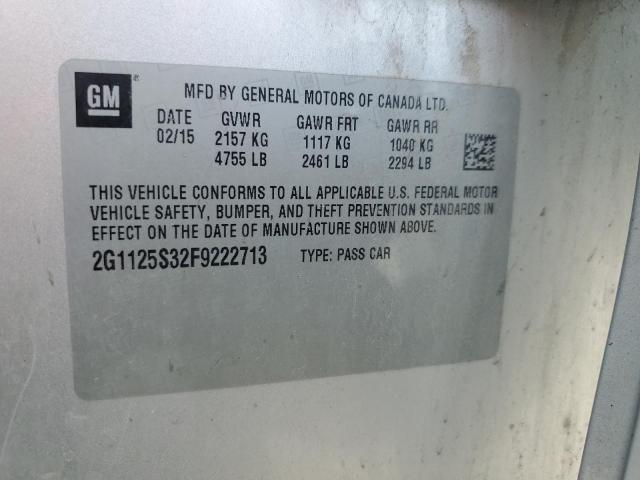 GM
MFD BY GENERAL MOTORS OF CANADA LTD.
DATE GVWR GAWR FRT GAWR RR
02/15 2157 KG 1117 KG 1040 KG
4755 LB 2461 LB 2294 LB
THIS VEHICLE CONFORMS TO ALL APPLICABLE U.S. FEDERAL MOTOR
VEHICLE SAFETY, BUMPER, AND THEFT PREVENTION STANDARDS IN
EFFECT ON THE DATE OF MANUFACTURE SHOWN ABOVE.
2G1125S32F9222713 TYPE: PASS CAR